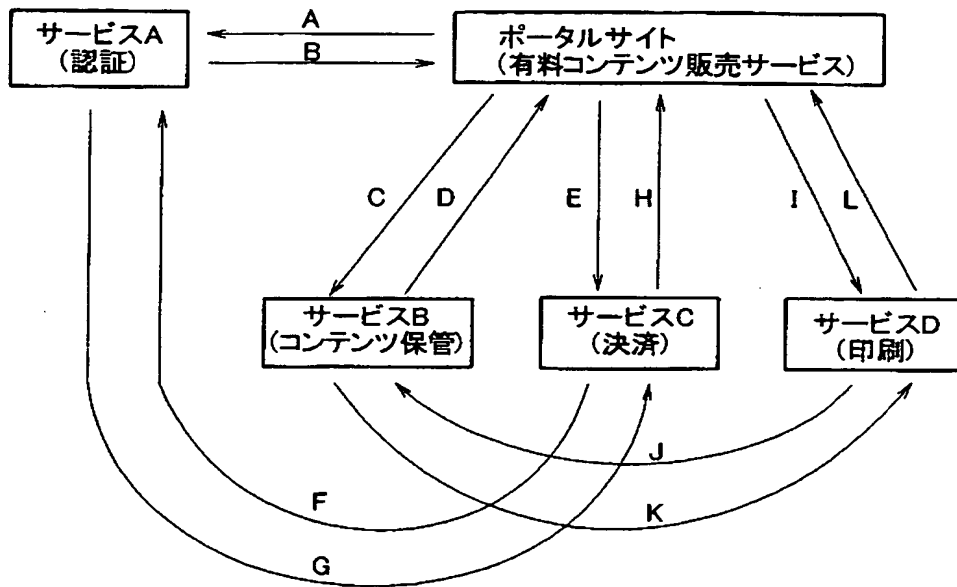 サービスA
(認証)
A
B
ポータルサイト
(有料コンテンツ販売サービス)
C
D
E
H
I
L
サービスB
(コンテンツ保管)
サービスC
(決済)
サービスD
(印刷)
J
F
K
G